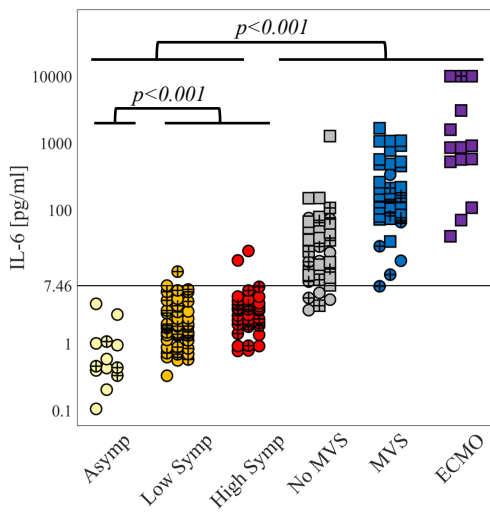 p<0.001
p<0.001
IL-6 [pg/ml]
10000
1000
100
7.46
1
0.1
Asymp
Low Symp
High Symp
No MVS
MVS
ECMO